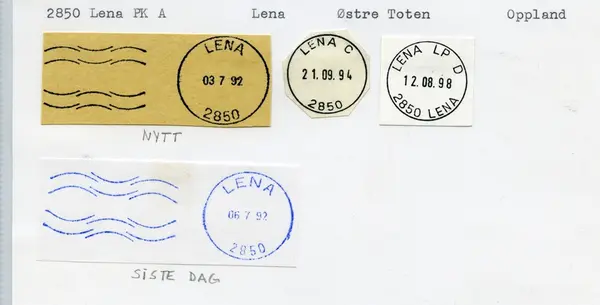 2850 Lena PK A Lena Østre Toten Oppland
LENA
03 7 92
2850
LENA C
21.09.94
2850
LENA LP D
12.08.98
2850 LENA
NYTT
LENA
06 7 92
2850
SISTE DAG